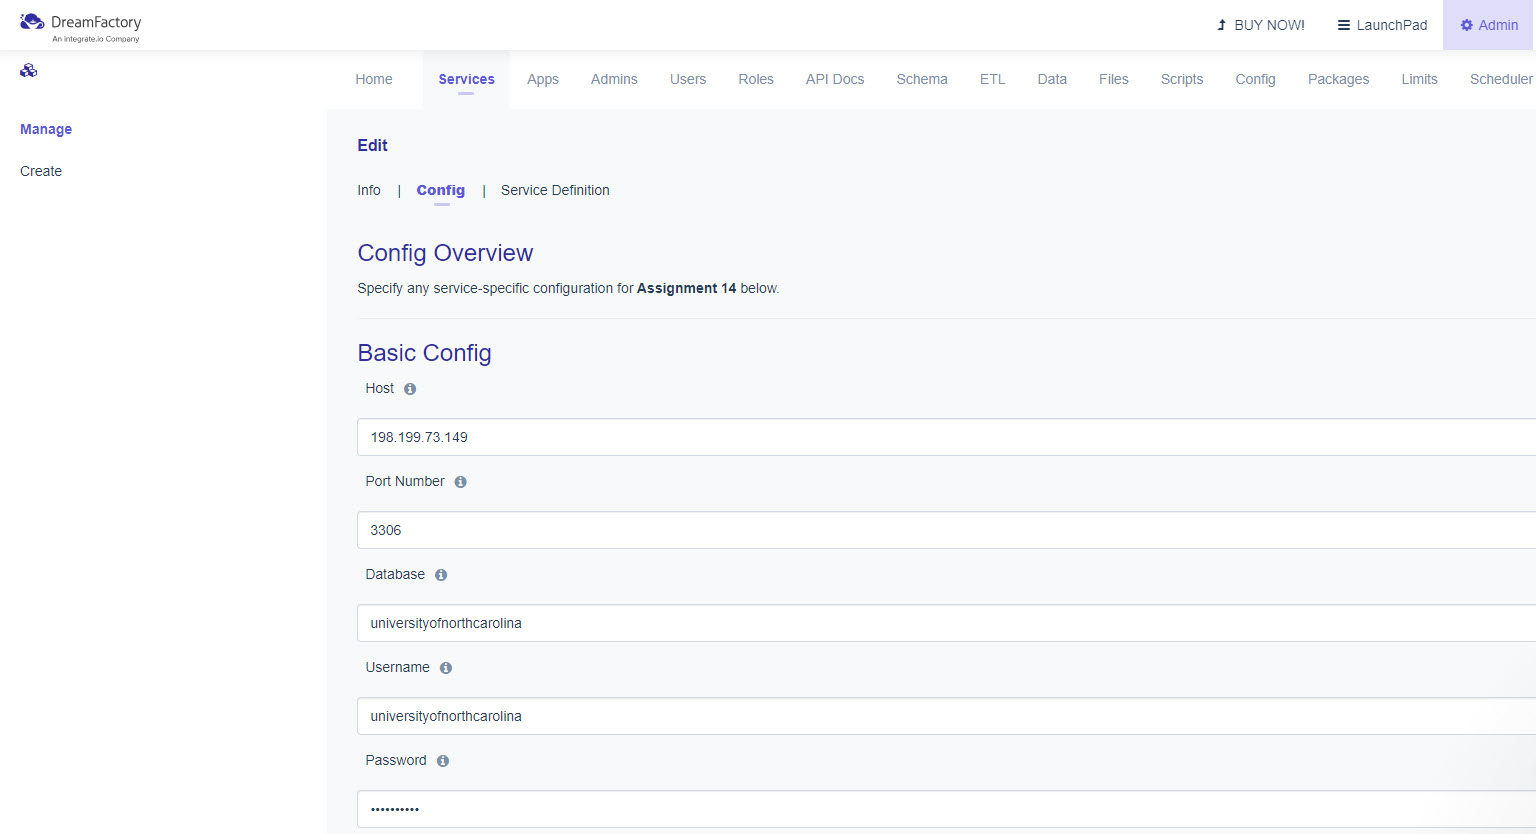 DreamFactory
An integrate.io Company
BUY NOW!
LaunchPad
Admin
Home
Services
Apps
Admins
Users
Roles
API Docs
Schema
ETL
Data
Files
Scripts
Config
Packages
Limits
Scheduler
Manage
Create
Edit
Info | Config | Service Definition
Config Overview
Specify any service-specific configuration for Assignment 14 below.
Basic Config
Host
198.199.73.149
Port Number
3306
Database
universityofnorthcarolina
Username
universityofnorthcarolina
Password
••••••••••